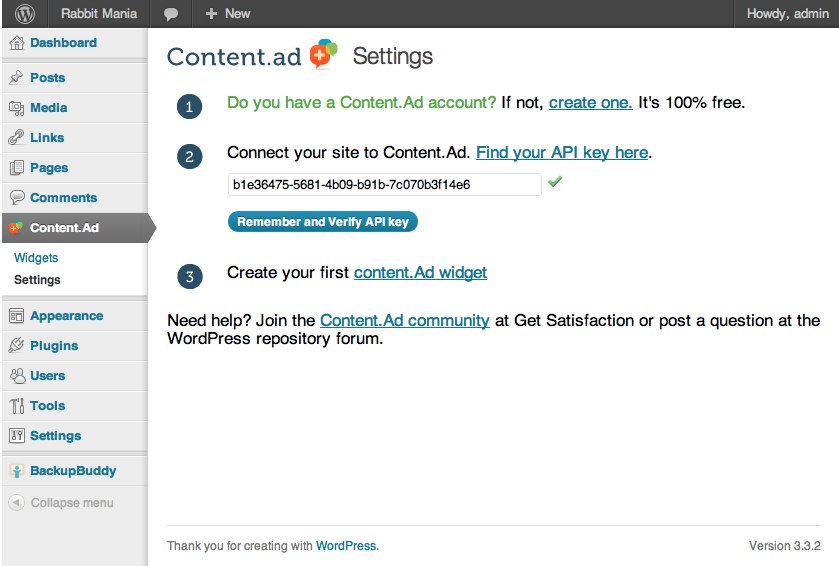 Rabbit Mania
New
Howdy, admin
Dashboard
Posts
Media
Links
Pages
Comments
Content.Ad
Widgets
Settings
Appearance
Plugins
Users
Tools
Settings
BackupBuddy
Collapse menu
Content.ad Settings
1 Do you have a Content.Ad account? If not, create one. It's 100% free.
2 Connect your site to Content.Ad. Find your API key here.
b1e36475-5681-4b09-b91b-7c070b3f14e6
Remember and Verify API key
3 Create your first content.Ad widget
Need help? Join the Content.Ad community at Get Satisfaction or post a question at the
WordPress repository forum.
Thank you for creating with WordPress.
Version 3.3.2